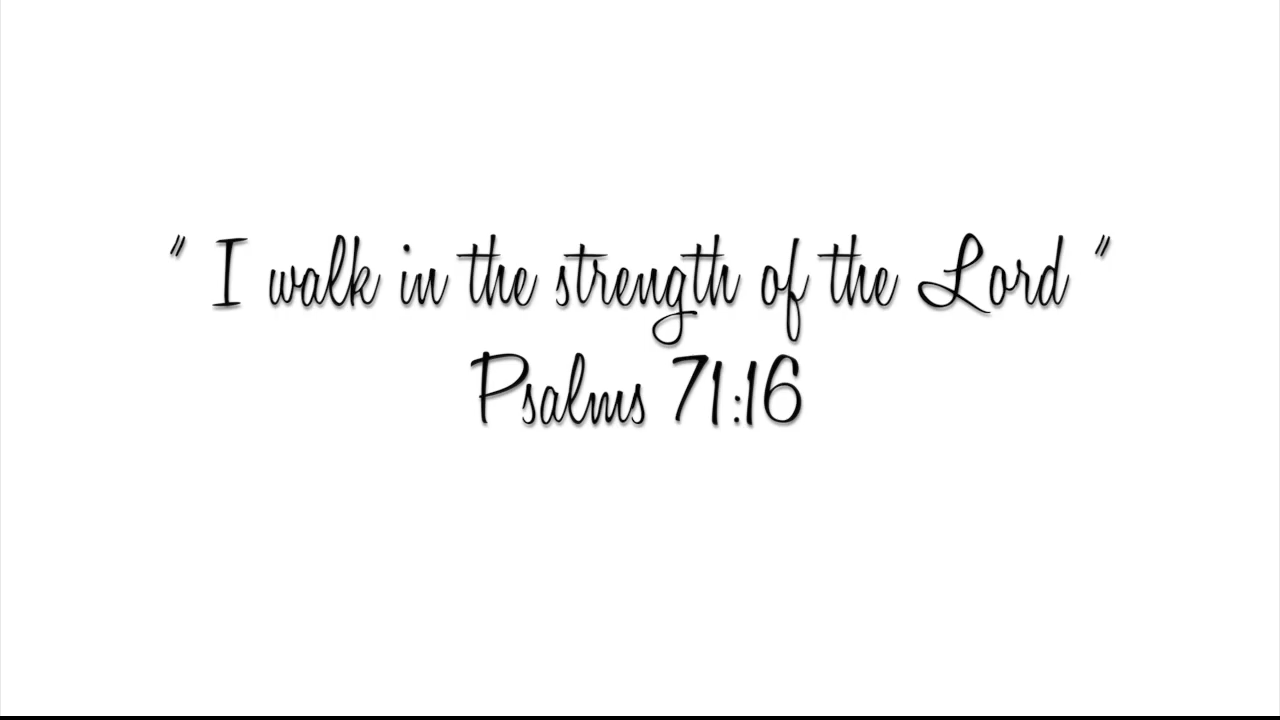 " I walk in the strength of the Lord "
Psalms 71:16